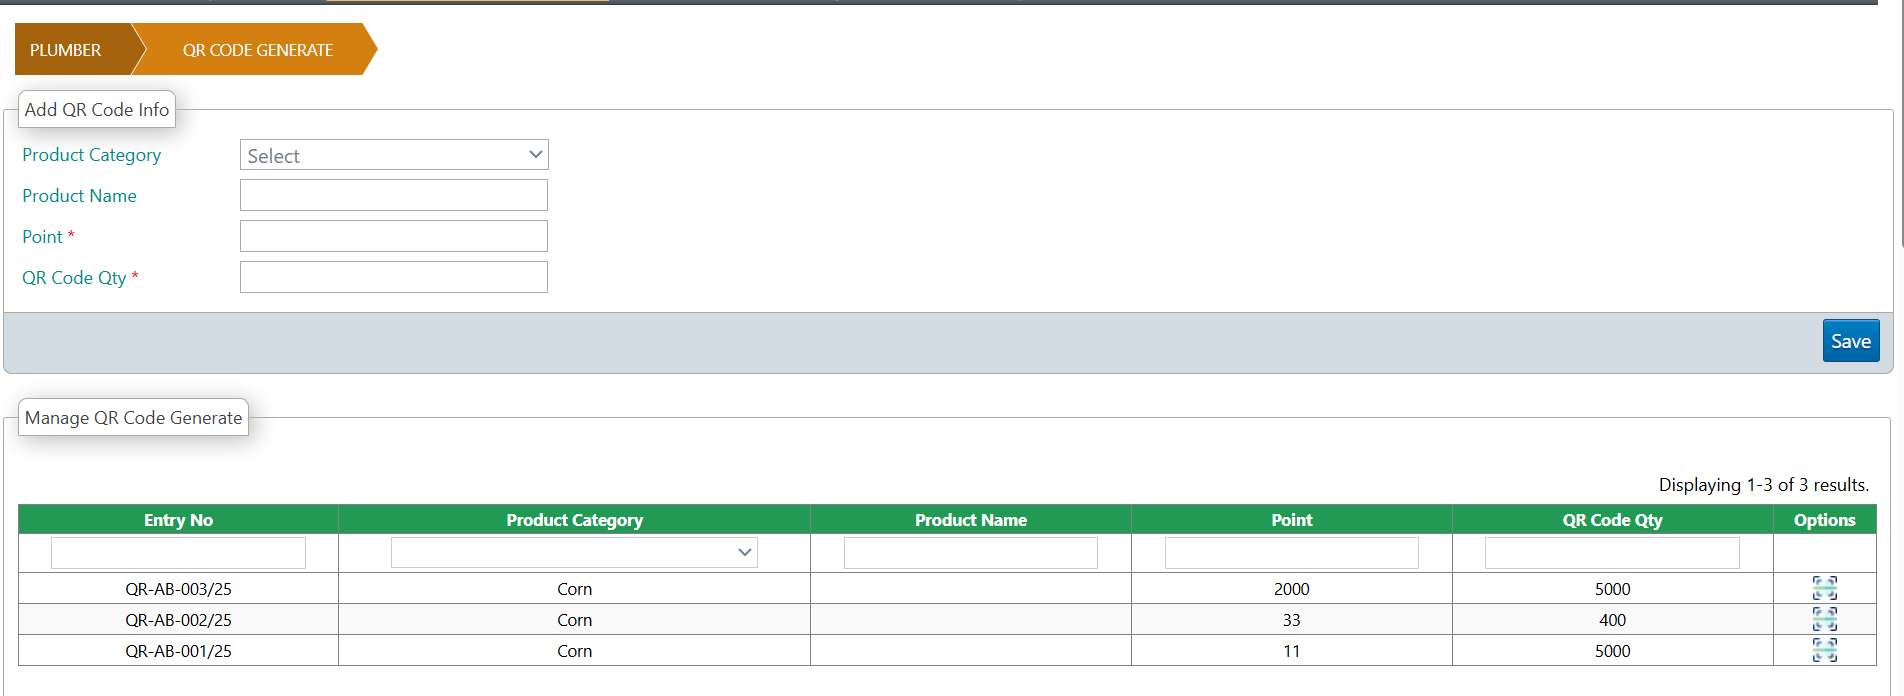 PLUMBER QR CODE GENERATE
Add QR Code Info
Product Category Select
Product Name
Point *
QR Code Qty *
Save
Manage QR Code Generate
Displaying 1-3 of 3 results.
Entry No Product Category Product Name Point QR Code Qty Options
QR-AB-003/25 Corn 2000 5000
QR-AB-002/25 Corn 33 400
QR-AB-001/25 Corn 11 5000